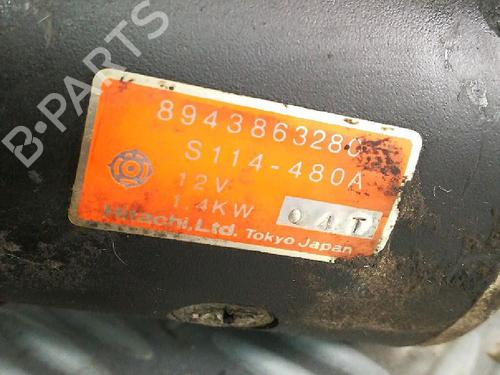 B-PARTS
8943863280
S114-480A
12V
1.4KW 04T
Hitachi,Ltd. Tokyo Japan